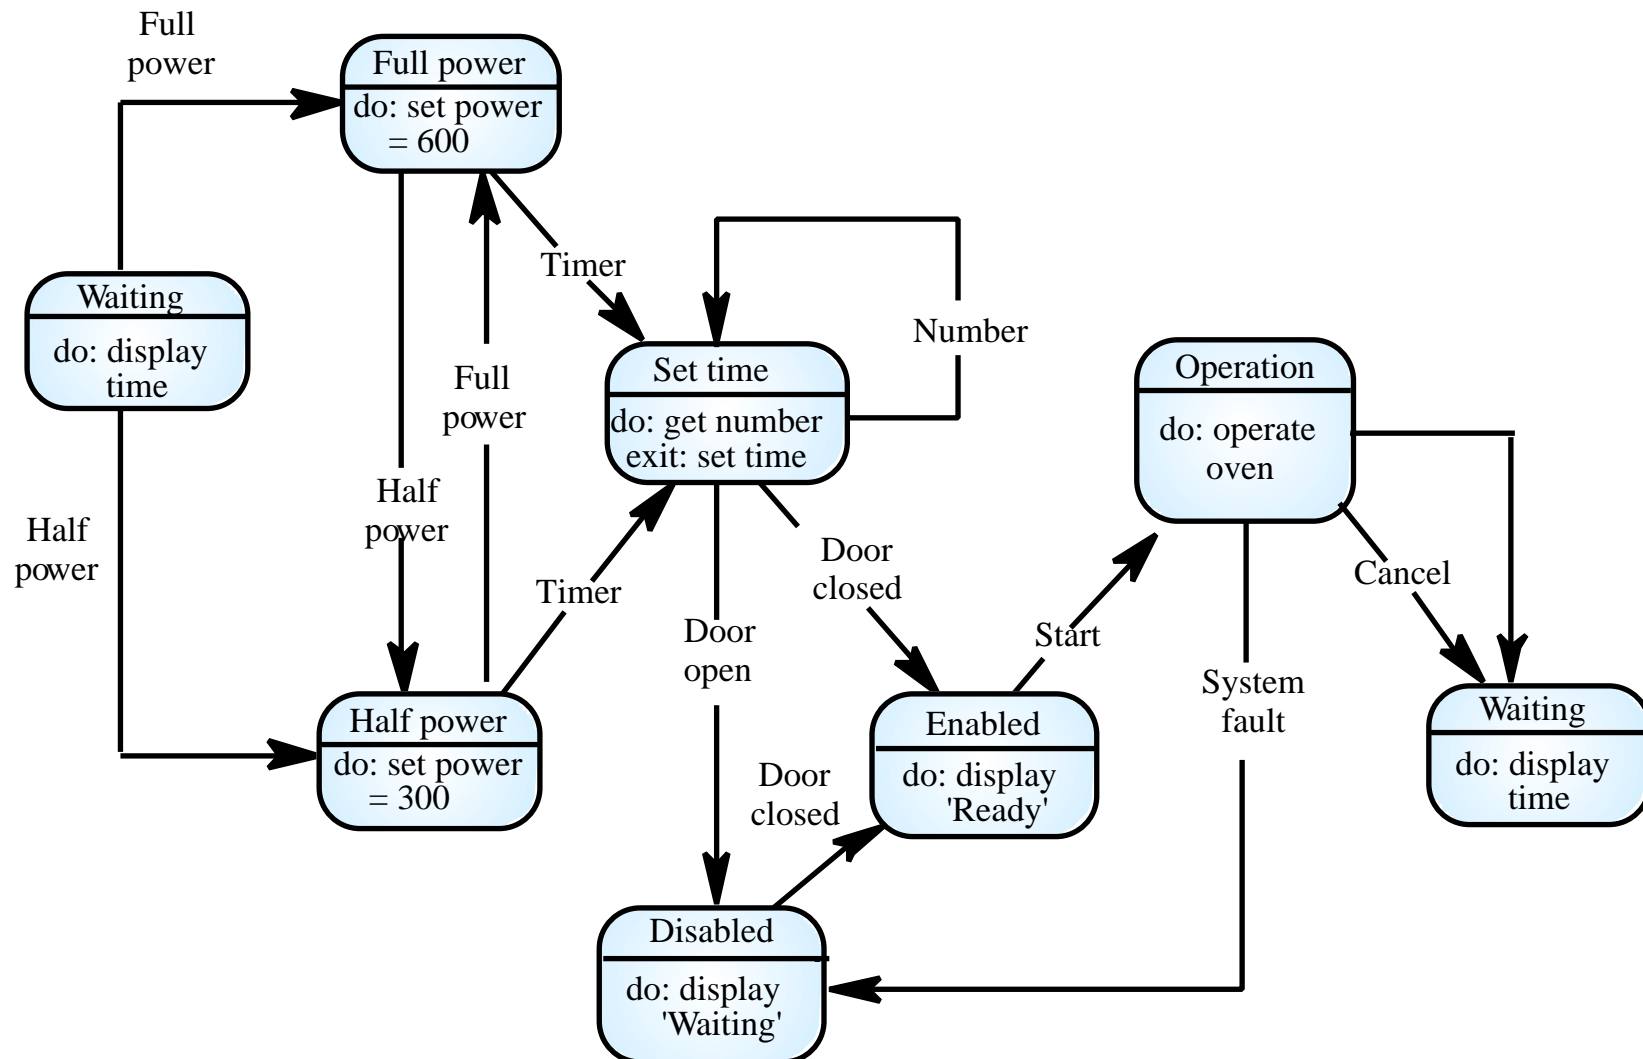 Full
power
Full power
do: set power
= 600
Timer
Waiting
do: display
time
Number
Full
power
Set time
do: get number
exit: set time
Operation
do: operate
oven
Half
power
Half
power
Timer
Door
closed
Cancel
Door
open
Start
System
fault
Half power
do: set power
= 300
Enabled
do: display
'Ready'
Waiting
do: display
time
Door
closed
Disabled
do: display
'Waiting'